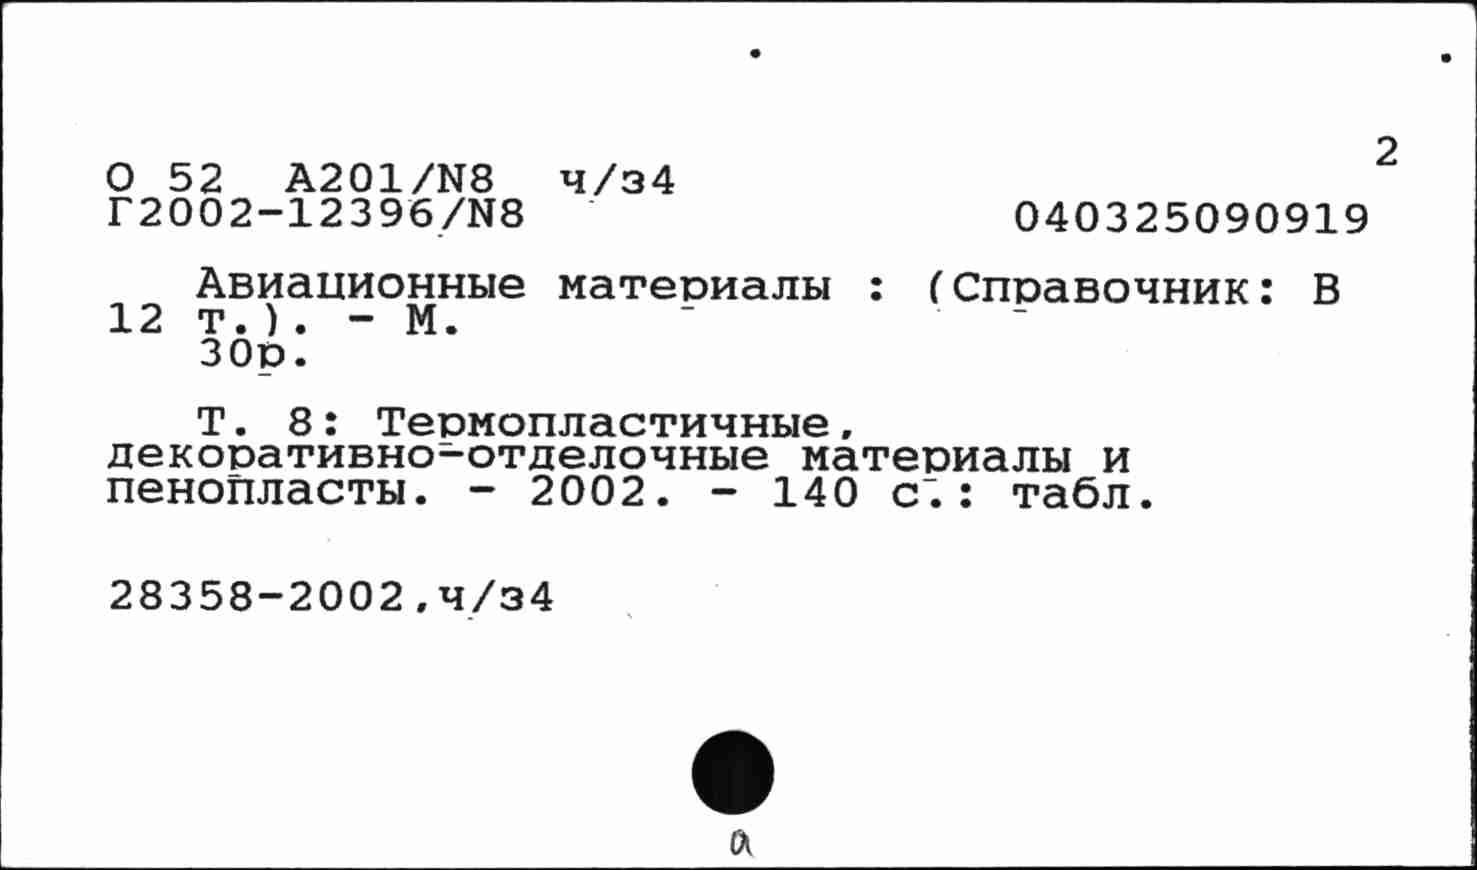 2
О 52 А201/N8 ч/з4
Г2002-12396/N8 040325090919
Авиационные материалы : (Справочник: В
12 т.). - М.
30р.
Т. 8: Термопластичные,
декоративно-отделочные материалы и
пенопласты. - 2002. - 140 с.: табл.
28358-2002,ч/з4
а